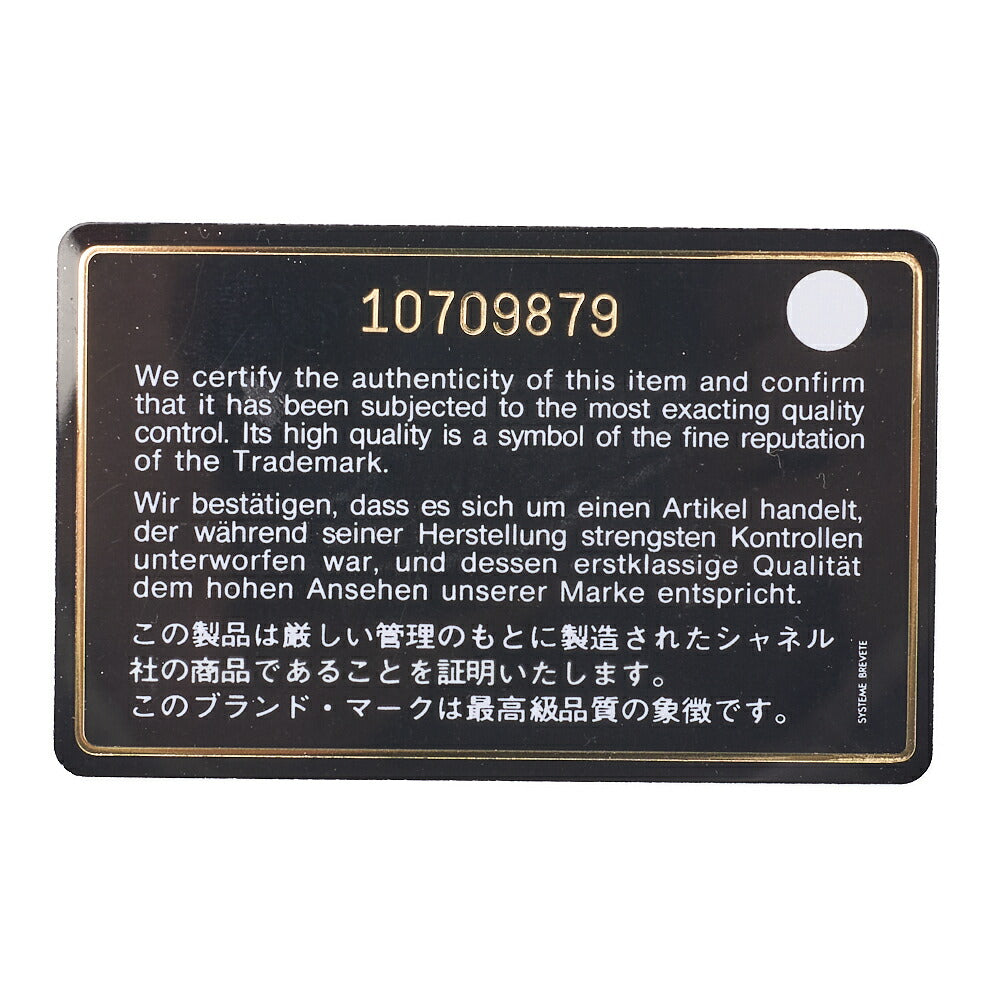 10709879
We certify the authenticity of this item and confirm
that it has been subjected to the most exacting quality
control. Its high quality is a symbol of the fine reputation
of the Trademark.
Wir bestätigen, dass es sich um einen Artikel handelt,
der während seiner Herstellung strengsten Kontrollen
unterworfen war, und dessen erstklassige Qualität
dem hohen Ansehen unserer Marke entspricht.
この製品は厳しい管理のもとに製造されたシャネル
社の商品であることを証明いたします。
このブランド・マークは最高級品質の象徴です。
SYSTEME BREVETE